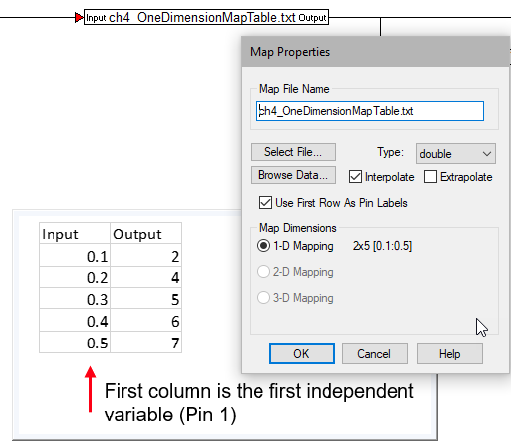 Input ch4_OneDimensionMapTable.txt Output
Map Properties
Map File Name
ch4_OneDimensionMapTable.txt
Select File...
Type: double
Browse Data...
Interpolate
Extrapolate
Use First Row As Pin Labels
Map Dimensions
1-D Mapping 2x5 [0.1:0.5]
2-D Mapping
3-D Mapping
OK Cancel Help
Input Output
0.1 2
0.2 4
0.3 5
0.4 6
0.5 7
First column is the first independent
variable (Pin 1)